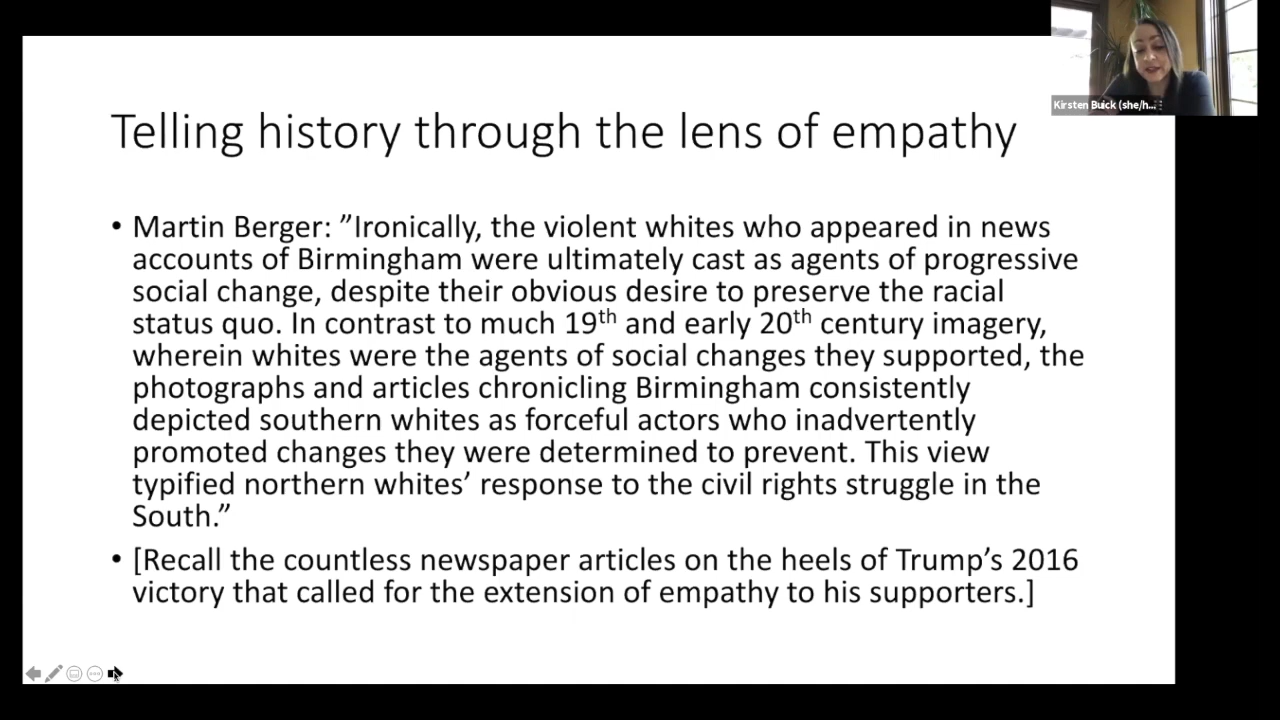 Kirsten Buick (she/h...
Telling history through the lens of empathy
• Martin Berger: ”Ironically, the violent whites who appeared in news
accounts of Birmingham were ultimately cast as agents of progressive
social change, despite their obvious desire to preserve the racial
status quo. In contrast to much 19th and early 20th century imagery,
wherein whites were the agents of social changes they supported, the
photographs and articles chronicling Birmingham consistently
depicted southern whites as forceful actors who inadvertently
promoted changes they were determined to prevent. This view
typified northern whites’ response to the civil rights struggle in the
South.”
• [Recall the countless newspaper articles on the heels of Trump’s 2016
victory that called for the extension of empathy to his supporters.]